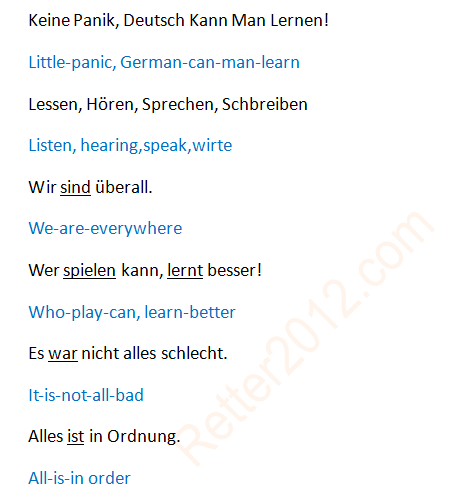 Keine Panik, Deutsch Kann Man Lernen!
Little-panic, German-can-man-learn
Lessen, Hören, Sprechen, Schbreiben
Listen, hearing,speak,wirte
Wir sind überall.
We-are-everywhere
Wer spielen kann, lernt besser!
Who-play-can, learn-better
Es war nicht alles schlecht.
It-is-not-all-bad
Alles ist in Ordnung.
All-is-in order
Retter2012.com